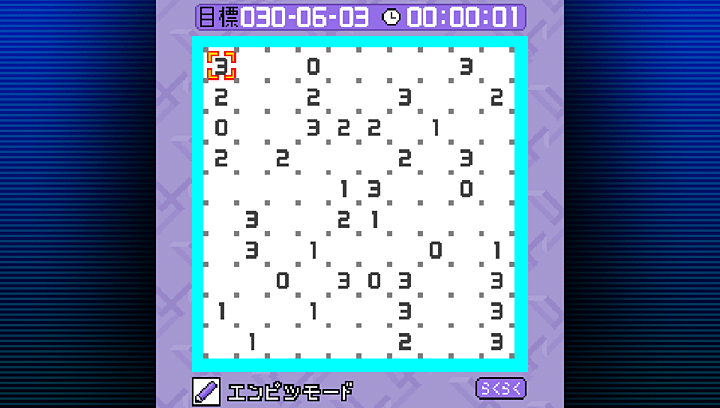 目標030-06-03 00:00:01
3 0 3
2 2 3 2
0 3 2 2 1
2 2 2 3
1 3 0
3 2 1
3 1 0 1
0 3 0 3 3
1 1 3 3
1 2 3
エンピツモード らくらく